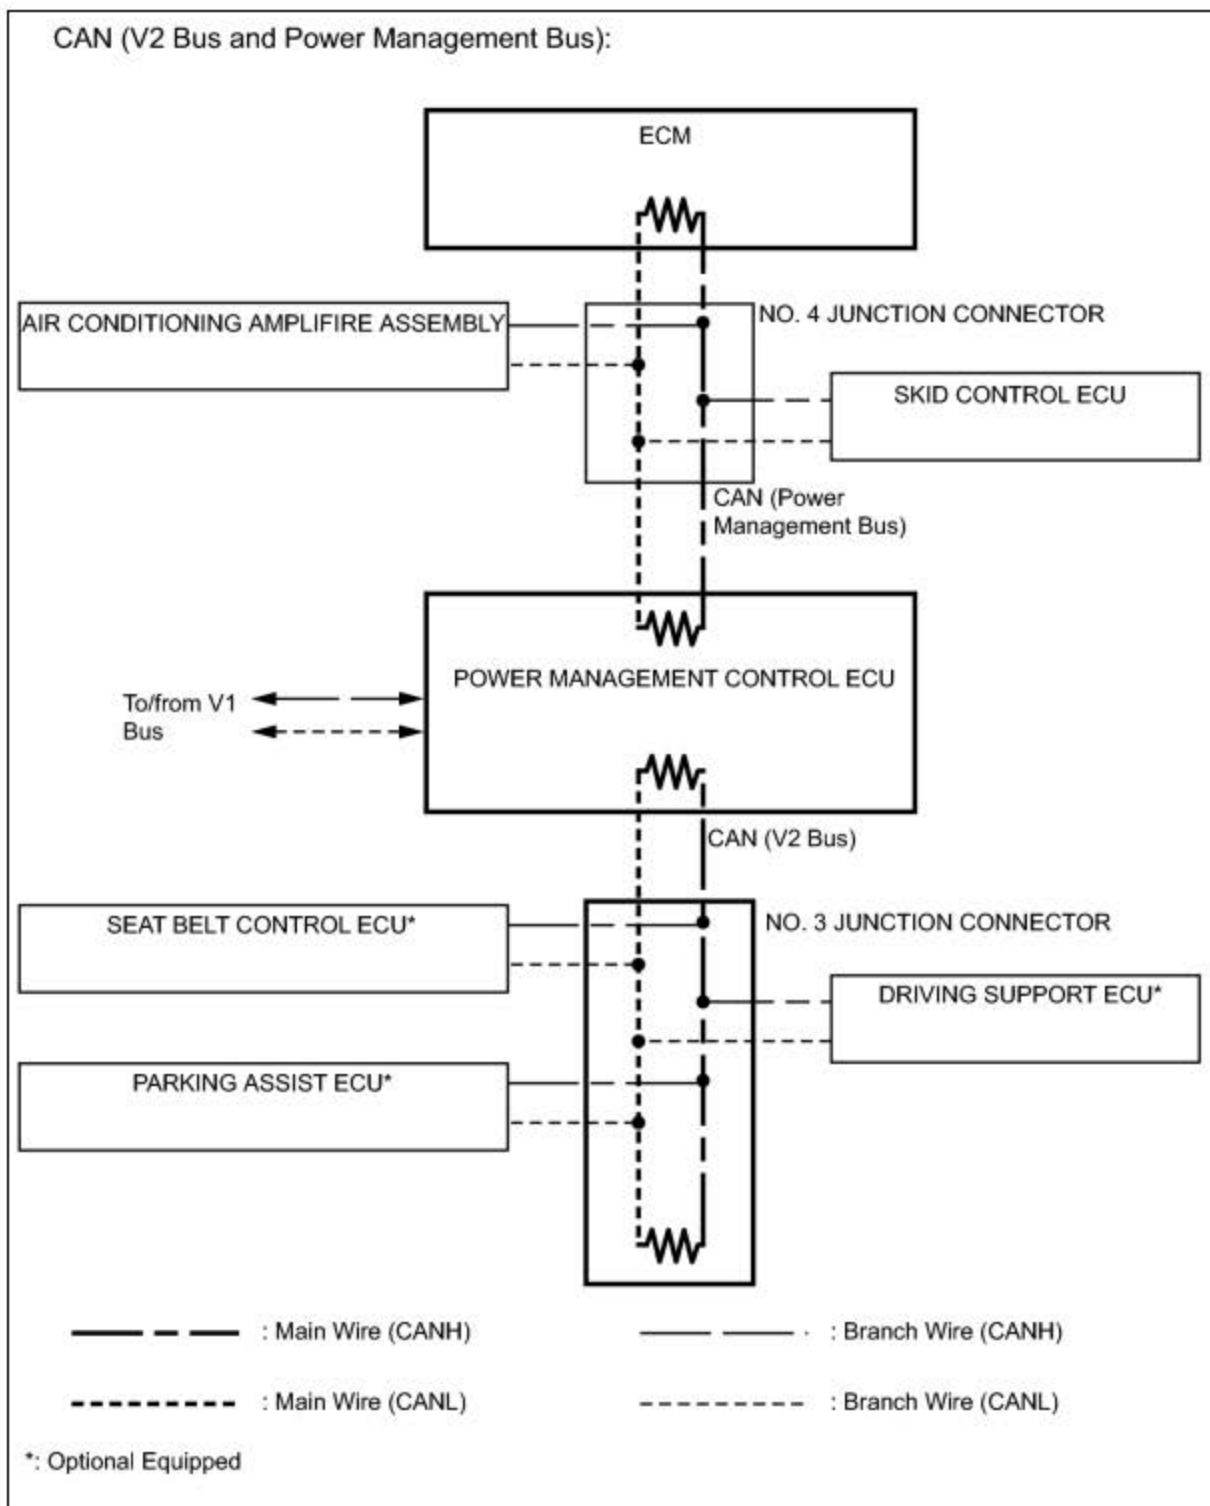 CAN (V2 Bus and Power Management Bus):
ECM
AIR CONDITIONING AMPLIFIRE ASSEMBLY
NO. 4 JUNCTION CONNECTOR
SKID CONTROL ECU
CAN (Power
Management Bus)
POWER MANAGEMENT CONTROL ECU
To/from V1
Bus
CAN (V2 Bus)
SEAT BELT CONTROL ECU*
NO. 3 JUNCTION CONNECTOR
DRIVING SUPPORT ECU*
PARKING ASSIST ECU*
: Main Wire (CANH)
: Branch Wire (CANH)
: Main Wire (CANL)
: Branch Wire (CANL)
*: Optional Equipped